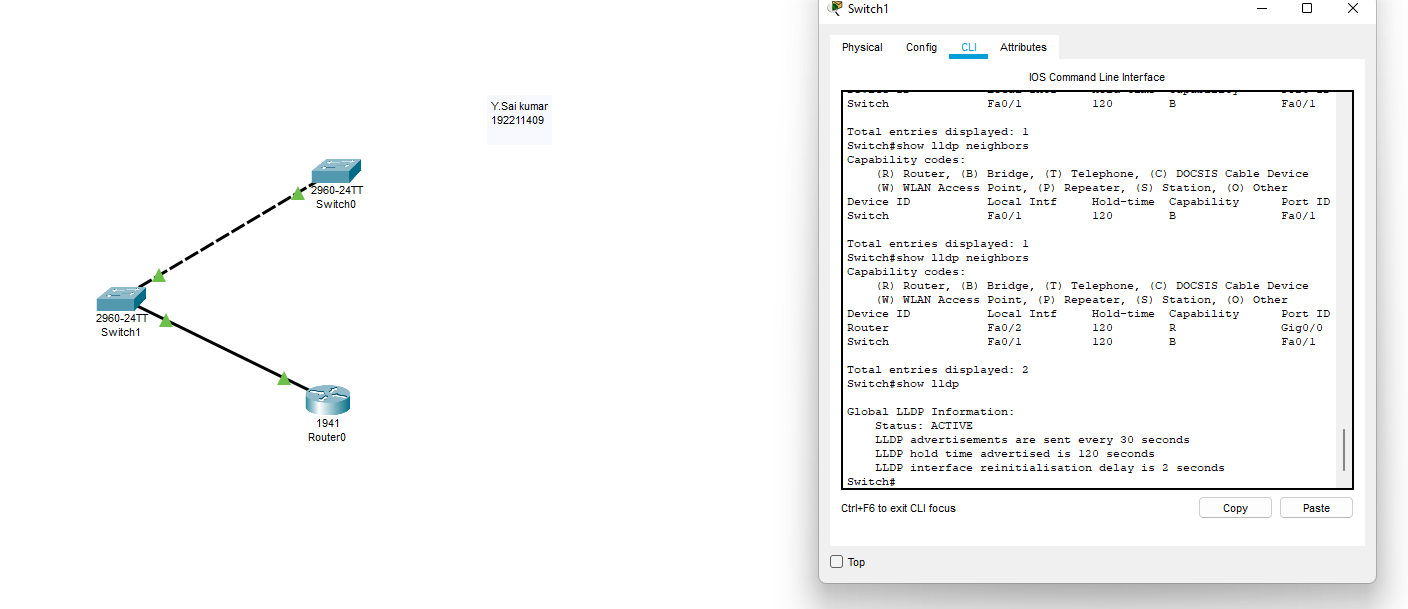 Y.Sai kumar
192211409
2960-24TT
Switch0
2960-24TT
Switch1
1941
Router0
Switch1
Physical Config CLI Attributes
IOS Command Line Interface
Switch Fa0/1 120 B Fa0/1
Total entries displayed: 1
Switch#show lldp neighbors
Capability codes:
(R) Router, (B) Bridge, (T) Telephone, (C) DOCSIS Cable Device
(W) WLAN Access Point, (P) Repeater, (S) Station, (O) Other
Device ID Local Intf Hold-time Capability Port ID
Switch Fa0/1 120 B Fa0/1
Total entries displayed: 1
Switch#show lldp neighbors
Capability codes:
(R) Router, (B) Bridge, (T) Telephone, (C) DOCSIS Cable Device
(W) WLAN Access Point, (P) Repeater, (S) Station, (O) Other
Device ID Local Intf Hold-time Capability Port ID
Router Fa0/2 120 R Gig0/0
Switch Fa0/1 120 B Fa0/1
Total entries displayed: 2
Switch#show lldp
Global LLDP Information:
Status: ACTIVE
LLDP advertisements are sent every 30 seconds
LLDP hold time advertised is 120 seconds
LLDP interface reinitialisation delay is 2 seconds
Switch#
Ctrl+F6 to exit CLI focus
Copy Paste
Top